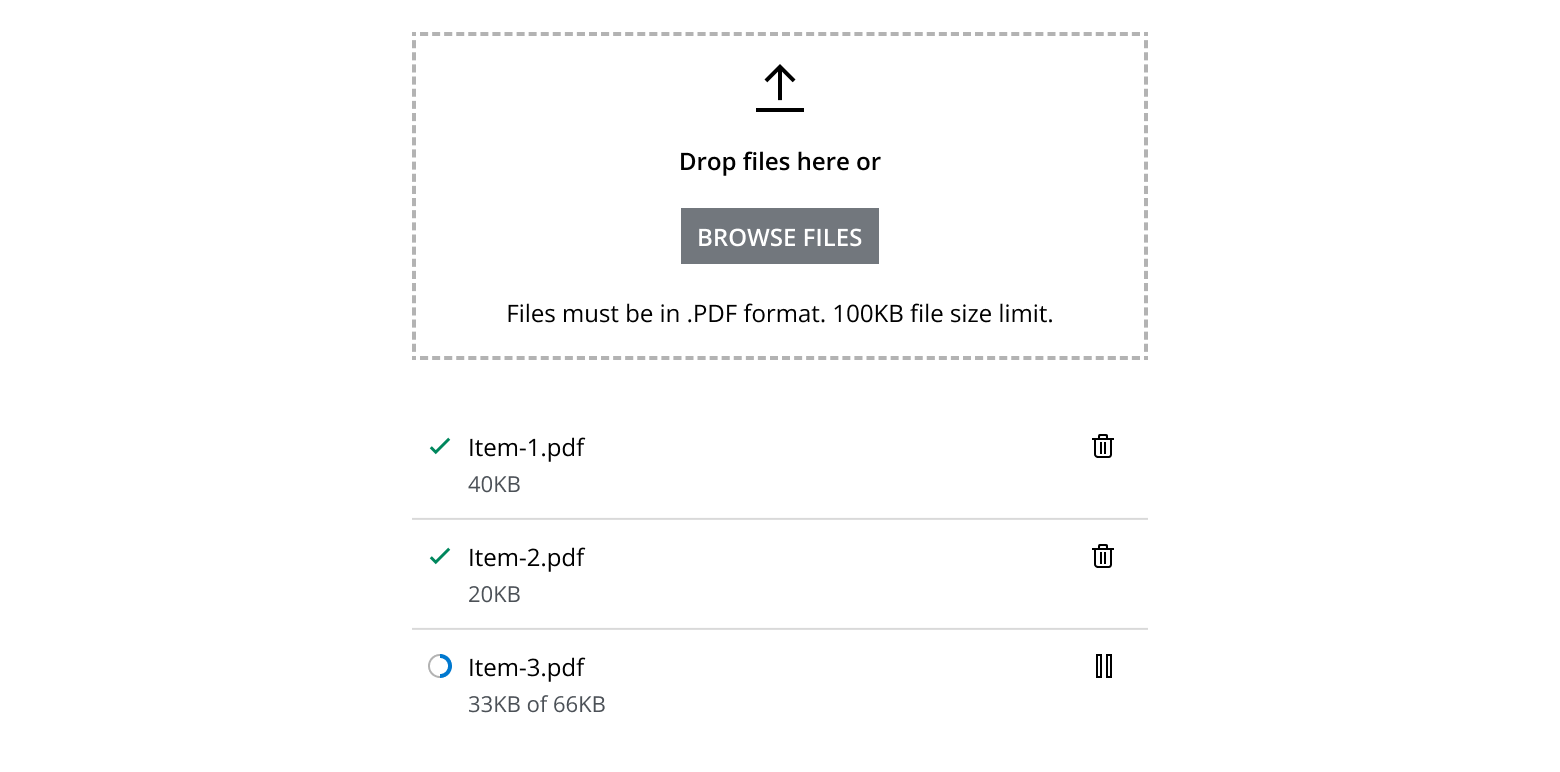 Drop files here or
BROWSE FILES
Files must be in .PDF format. 100KB file size limit.
Item-1.pdf
40KB
Item-2.pdf
20KB
Item-3.pdf
33KB of 66KB